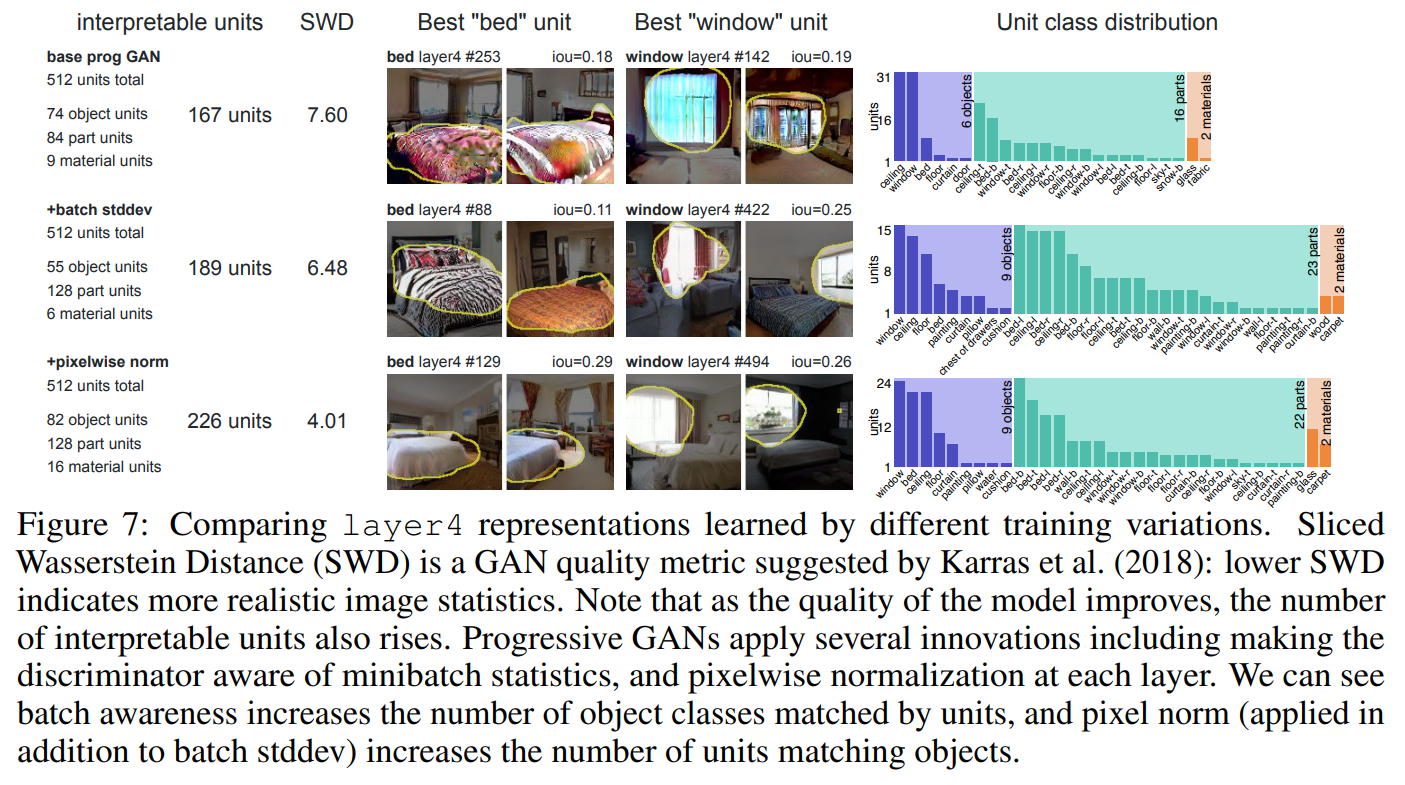 interpretable units SWD Best "bed" unit Best "window" unit Unit class distribution
base prog GAN
512 units total
74 object units
84 part units
9 material units
167 units
7.60
bed layer4 #253 iou=0.18
window layer4 #142 iou=0.19
units
31
16
1
6 objects
16 parts
2 materials
ceiling
window
bed
floor
curtain
door
ceiling-t
bed-b
window-t
bed-r
ceiling-l
window-r
floor-b
ceiling-r
window-b
window-l
bed-l
bed-t
ceiling-b
floor-l
sky-t
snow-b
glass
fabric
+batch stddev
512 units total
55 object units
128 part units
6 material units
189 units
6.48
bed layer4 #88 iou=0.11
window layer4 #422 iou=0.25
units
15
8
1
9 objects
23 parts
2 materials
window
ceiling
floor
bed
painting
curtain
pillow
chest of drawers
cushion
bed-l
ceiling-l
bed-r
ceiling-r
bed-b
floor-r
floor-l
ceiling-t
bed-t
ceiling-b
floor-b
wall-b
window-t
painting-b
window-l
curtain-t
window-r
window-b
wall-t
floor-t
painting-t
painting-r
curtain-b
wood
carpet
+pixelwise norm
512 units total
82 object units
128 part units
16 material units
226 units
4.01
bed layer4 #129 iou=0.29
window layer4 #494 iou=0.26
units
24
12
1
9 objects
22 parts
2 materials
window
bed
ceiling
floor
curtain
painting
pillow
water
cushion
bed-b
bed-t
bed-l
bed-r
wall-b
ceiling-t
ceiling-l
window-t
window-r
window-b
floor-t
floor-r
floor-l
curtain-b
ceiling-r
floor-b
window-l
sky-t
ceiling-b
curtain-t
curtain-r
painting-b
glass
carpet
Figure 7: Comparing layer4 representations learned by different training variations. Sliced
Wasserstein Distance (SWD) is a GAN quality metric suggested by Karras et al. (2018): lower SWD
indicates more realistic image statistics. Note that as the quality of the model improves, the number
of interpretable units also rises. Progressive GANs apply several innovations including making the
discriminator aware of minibatch statistics, and pixelwise normalization at each layer. We can see
batch awareness increases the number of object classes matched by units, and pixel norm (applied in
addition to batch stddev) increases the number of units matching objects.